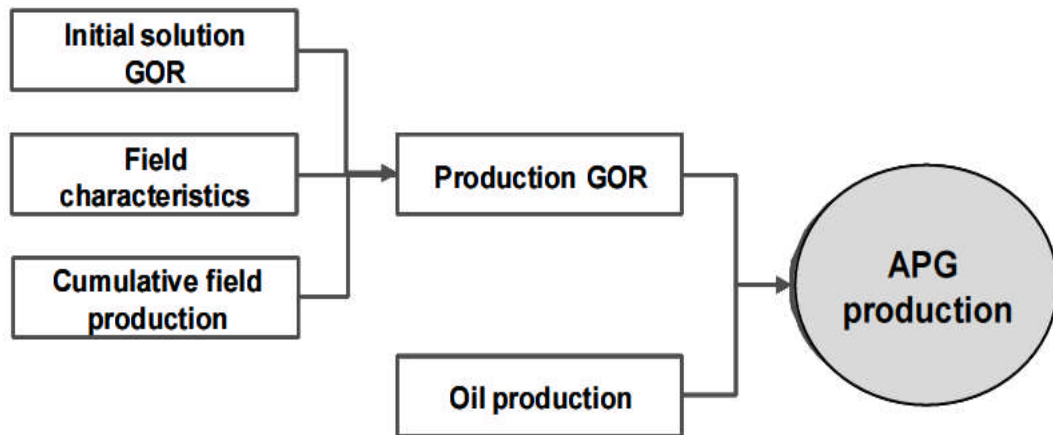 Initial solution
GOR
Field
characteristics
Cumulative field
production
Production GOR
Oil production
APG
production